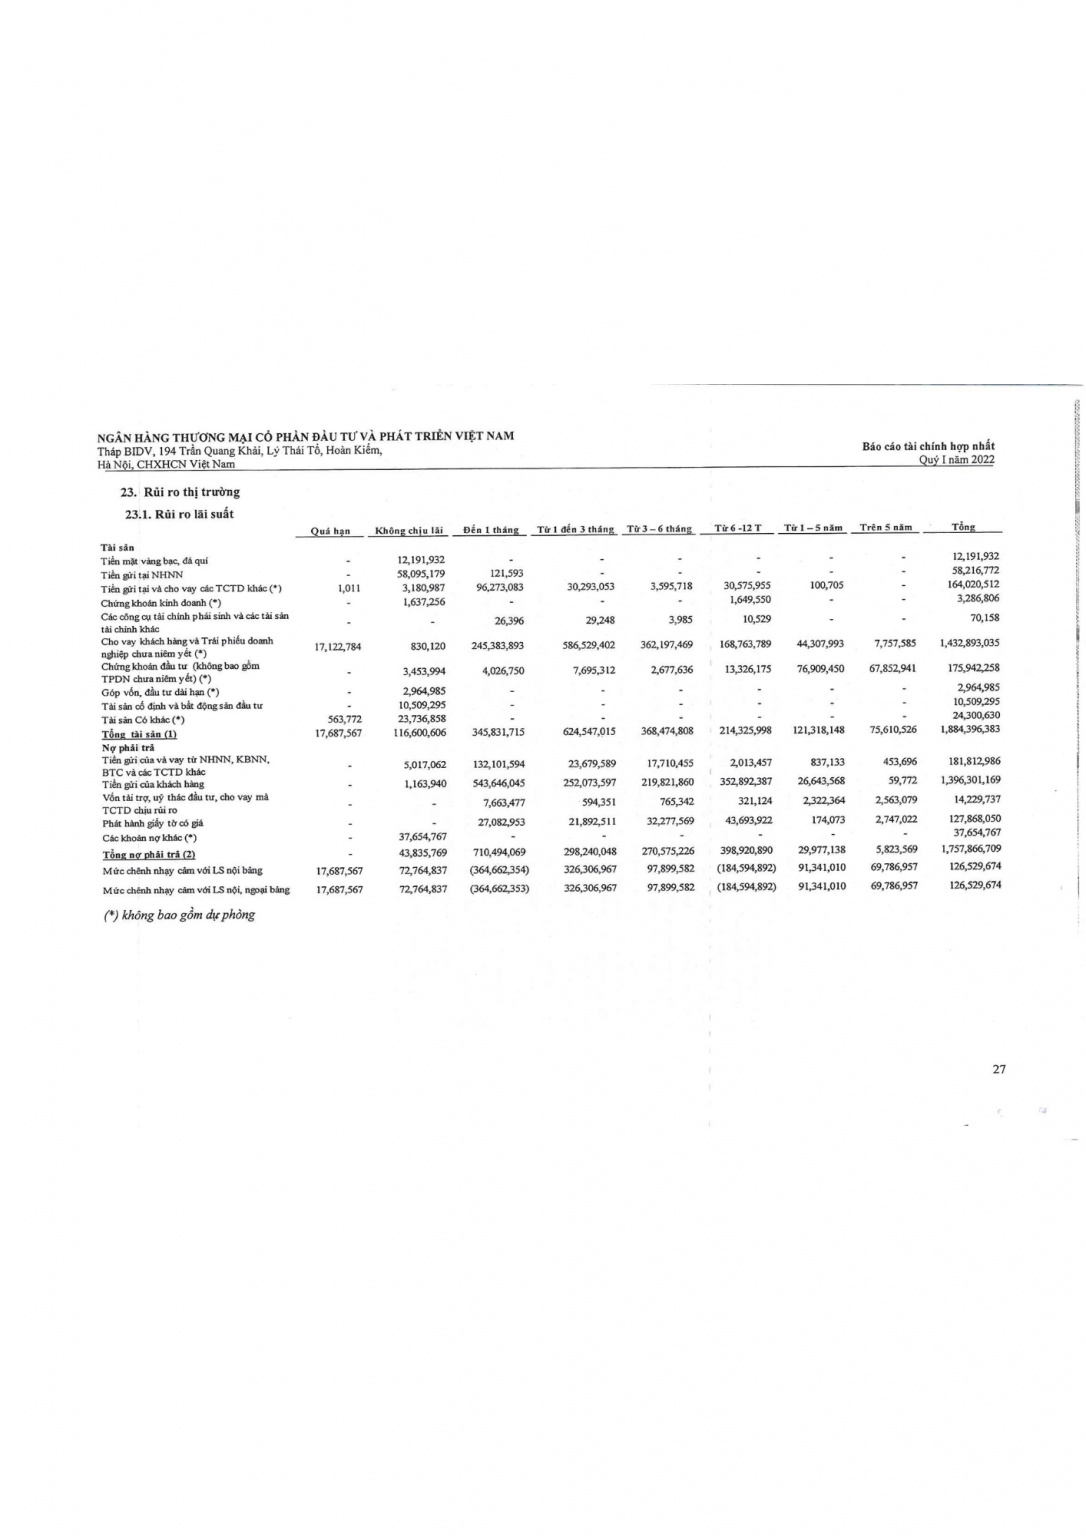 NGÂN HÀNG THƯƠNG MẠI CỔ PHẦN ĐẦU TƯ VÀ PHÁT TRIỂN VIỆT NAM
Tháp BIDV, 194 Trần Quang Khải, Lý Thái Tổ, Hoàn Kiếm,
Hà Nội, CHXHCN Việt Nam
Báo cáo tài chính hợp nhất
Quý I năm 2022
23. Rủi ro thị trường
23.1. Rủi ro lãi suất
Quá hạn Không chịu lãi Đến 1 tháng Từ 1 đến 3 tháng Từ 3 – 6 tháng Từ 6 -12 T Từ 1 – 5 năm Trên 5 năm Tổng
Tài sản
Tiền mặt vàng bạc, đá quí - 12,191,932 - - - - - - 12,191,932
Tiền gửi tại NHNN - 58,095,179 121,593 - - - - - 58,216,772
Tiền gửi tại và cho vay các TCTD khác (*) 1,011 3,180,987 96,273,083 30,293,053 3,595,718 30,575,955 100,705 - 164,020,512
Chứng khoán kinh doanh (*) - 1,637,256 - - - 1,649,550 - - 3,286,806
Các công cụ tài chính phái sinh và các tài sản
tài chính khác - - 26,396 29,248 3,985 10,529 - - 70,158
Cho vay khách hàng và Trái phiếu doanh
nghiệp chưa niêm yết (*) 17,122,784 830,120 245,383,893 586,529,402 362,197,469 168,763,789 44,307,993 7,757,585 1,432,893,035
Chứng khoán đầu tư (không bao gồm
TPDN chưa niêm yết) (*) - 3,453,994 4,026,750 7,695,312 2,677,636 13,326,175 76,909,450 67,852,941 175,942,258
Góp vốn, đầu tư dài hạn (*) - 2,964,985 - - - - - - 2,964,985
Tài sản cố định và bất động sản đầu tư - 10,509,295 - - - - - - 10,509,295
Tài sản Có khác (*) 563,772 23,736,858 - - - - - - 24,300,630
Tổng tài sản (1) 17,687,567 116,600,606 345,831,715 624,547,015 368,474,808 214,325,998 121,318,148 75,610,526 1,884,396,383
Nợ phải trả
Tiền gửi của và vay từ NHNN, KBNN,
BTC và các TCTD khác - 5,017,062 132,101,594 23,679,589 17,710,455 2,013,457 837,133 453,696 181,812,986
Tiền gửi của khách hàng - 1,163,940 543,646,045 252,073,597 219,821,860 352,892,387 26,643,568 59,772 1,396,301,169
Vốn tài trợ, uỷ thác đầu tư, cho vay mà
TCTD chịu rủi ro - - 7,663,477 594,351 765,342 321,124 2,322,364 2,563,079 14,229,737
Phát hành giấy tờ có giá - - 27,082,953 21,892,511 32,277,569 43,693,922 174,073 2,747,022 127,868,050
Các khoản nợ khác (*) - 37,654,767 - - - - - - 37,654,767
Tổng nợ phải trả (2) - 43,835,769 710,494,069 298,240,048 270,575,226 398,920,890 29,977,138 5,823,569 1,757,866,709
Mức chênh nhạy cảm với LS nội bảng 17,687,567 72,764,837 (364,662,354) 326,306,967 97,899,582 (184,594,892) 91,341,010 69,786,957 126,529,674
Mức chênh nhạy cảm với LS nội, ngoại bảng 17,687,567 72,764,837 (364,662,353) 326,306,967 97,899,582 (184,594,892) 91,341,010 69,786,957 126,529,674
(*) không bao gồm dự phòng
27